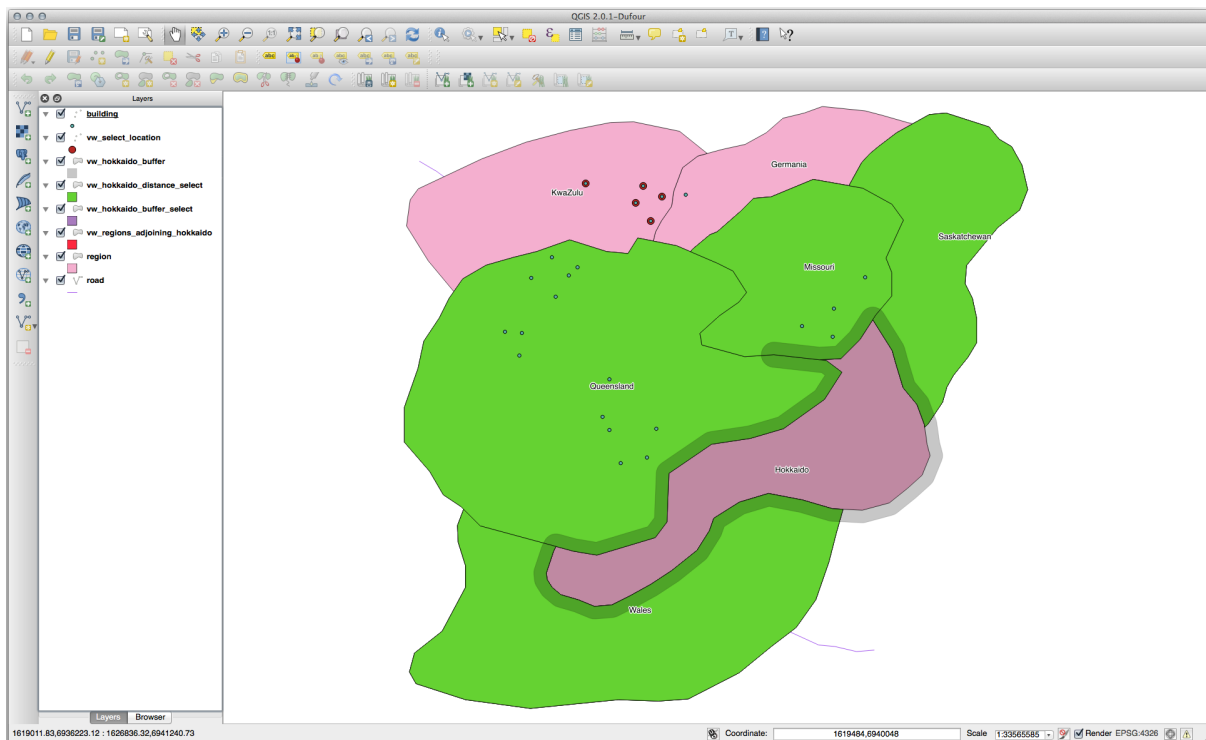 QGIS 2.0.1-Dufour
Layers
building
vw_select_location
vw_hokkaido_buffer
vw_hokkaido_distance_select
vw_hokkaido_buffer_select
vw_regions_adjoining_hokkaido
region
road
Germania
KwaZulu
Saskatchewan
Missouri
Queensland
Hokkaido
Wales
Layers Browser
1619011.83,6936223.12 : 1626836.32,6941240.73 Coordinate: 1619484,6940048 Scale 1:33565585 Render EPSG:4326